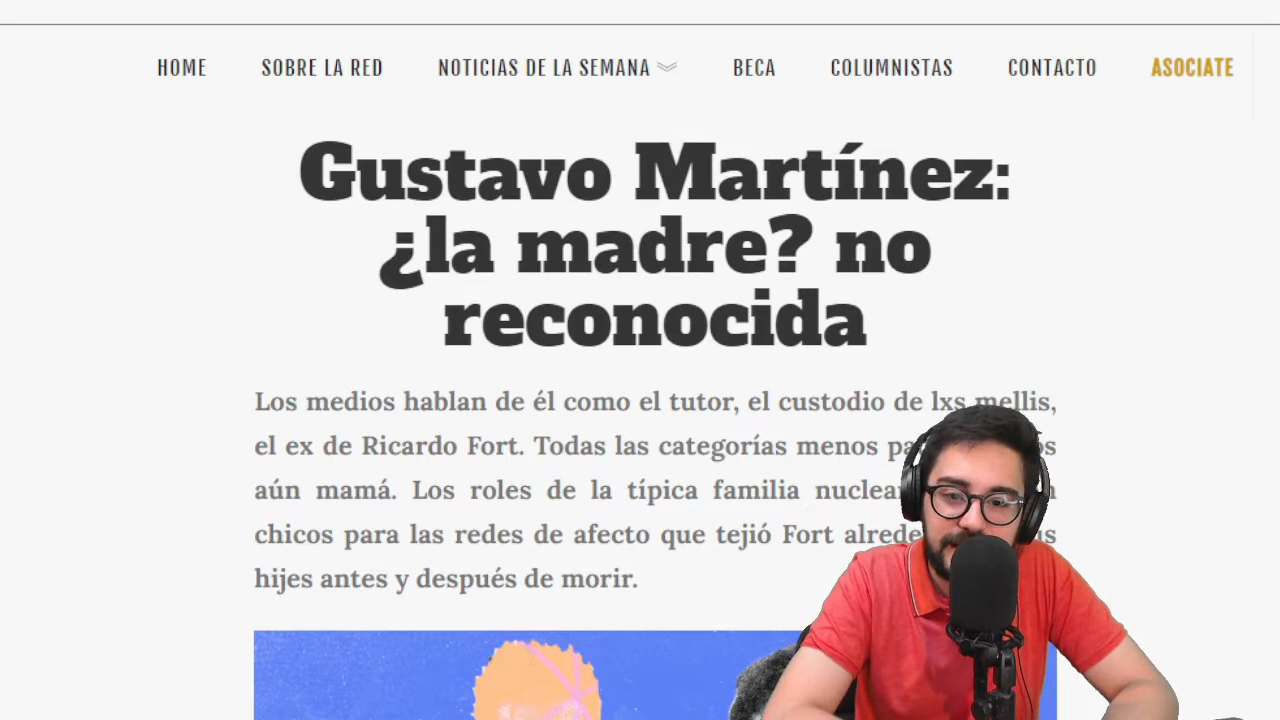 HOME SOBRE LA RED NOTICIAS DE LA SEMANA BECA COLUMNISTAS CONTACTO ASOCIATE
Gustavo Martínez:
¿la madre? no
reconocida
Los medios hablan de él como el tutor, el custodio de lxs mellis,
el ex de Ricardo Fort. Todas las categorías menos
aún mamá. Los roles de la típica familia
chicos para las redes de afecto que tejió Fort
hijes antes y después de morir.